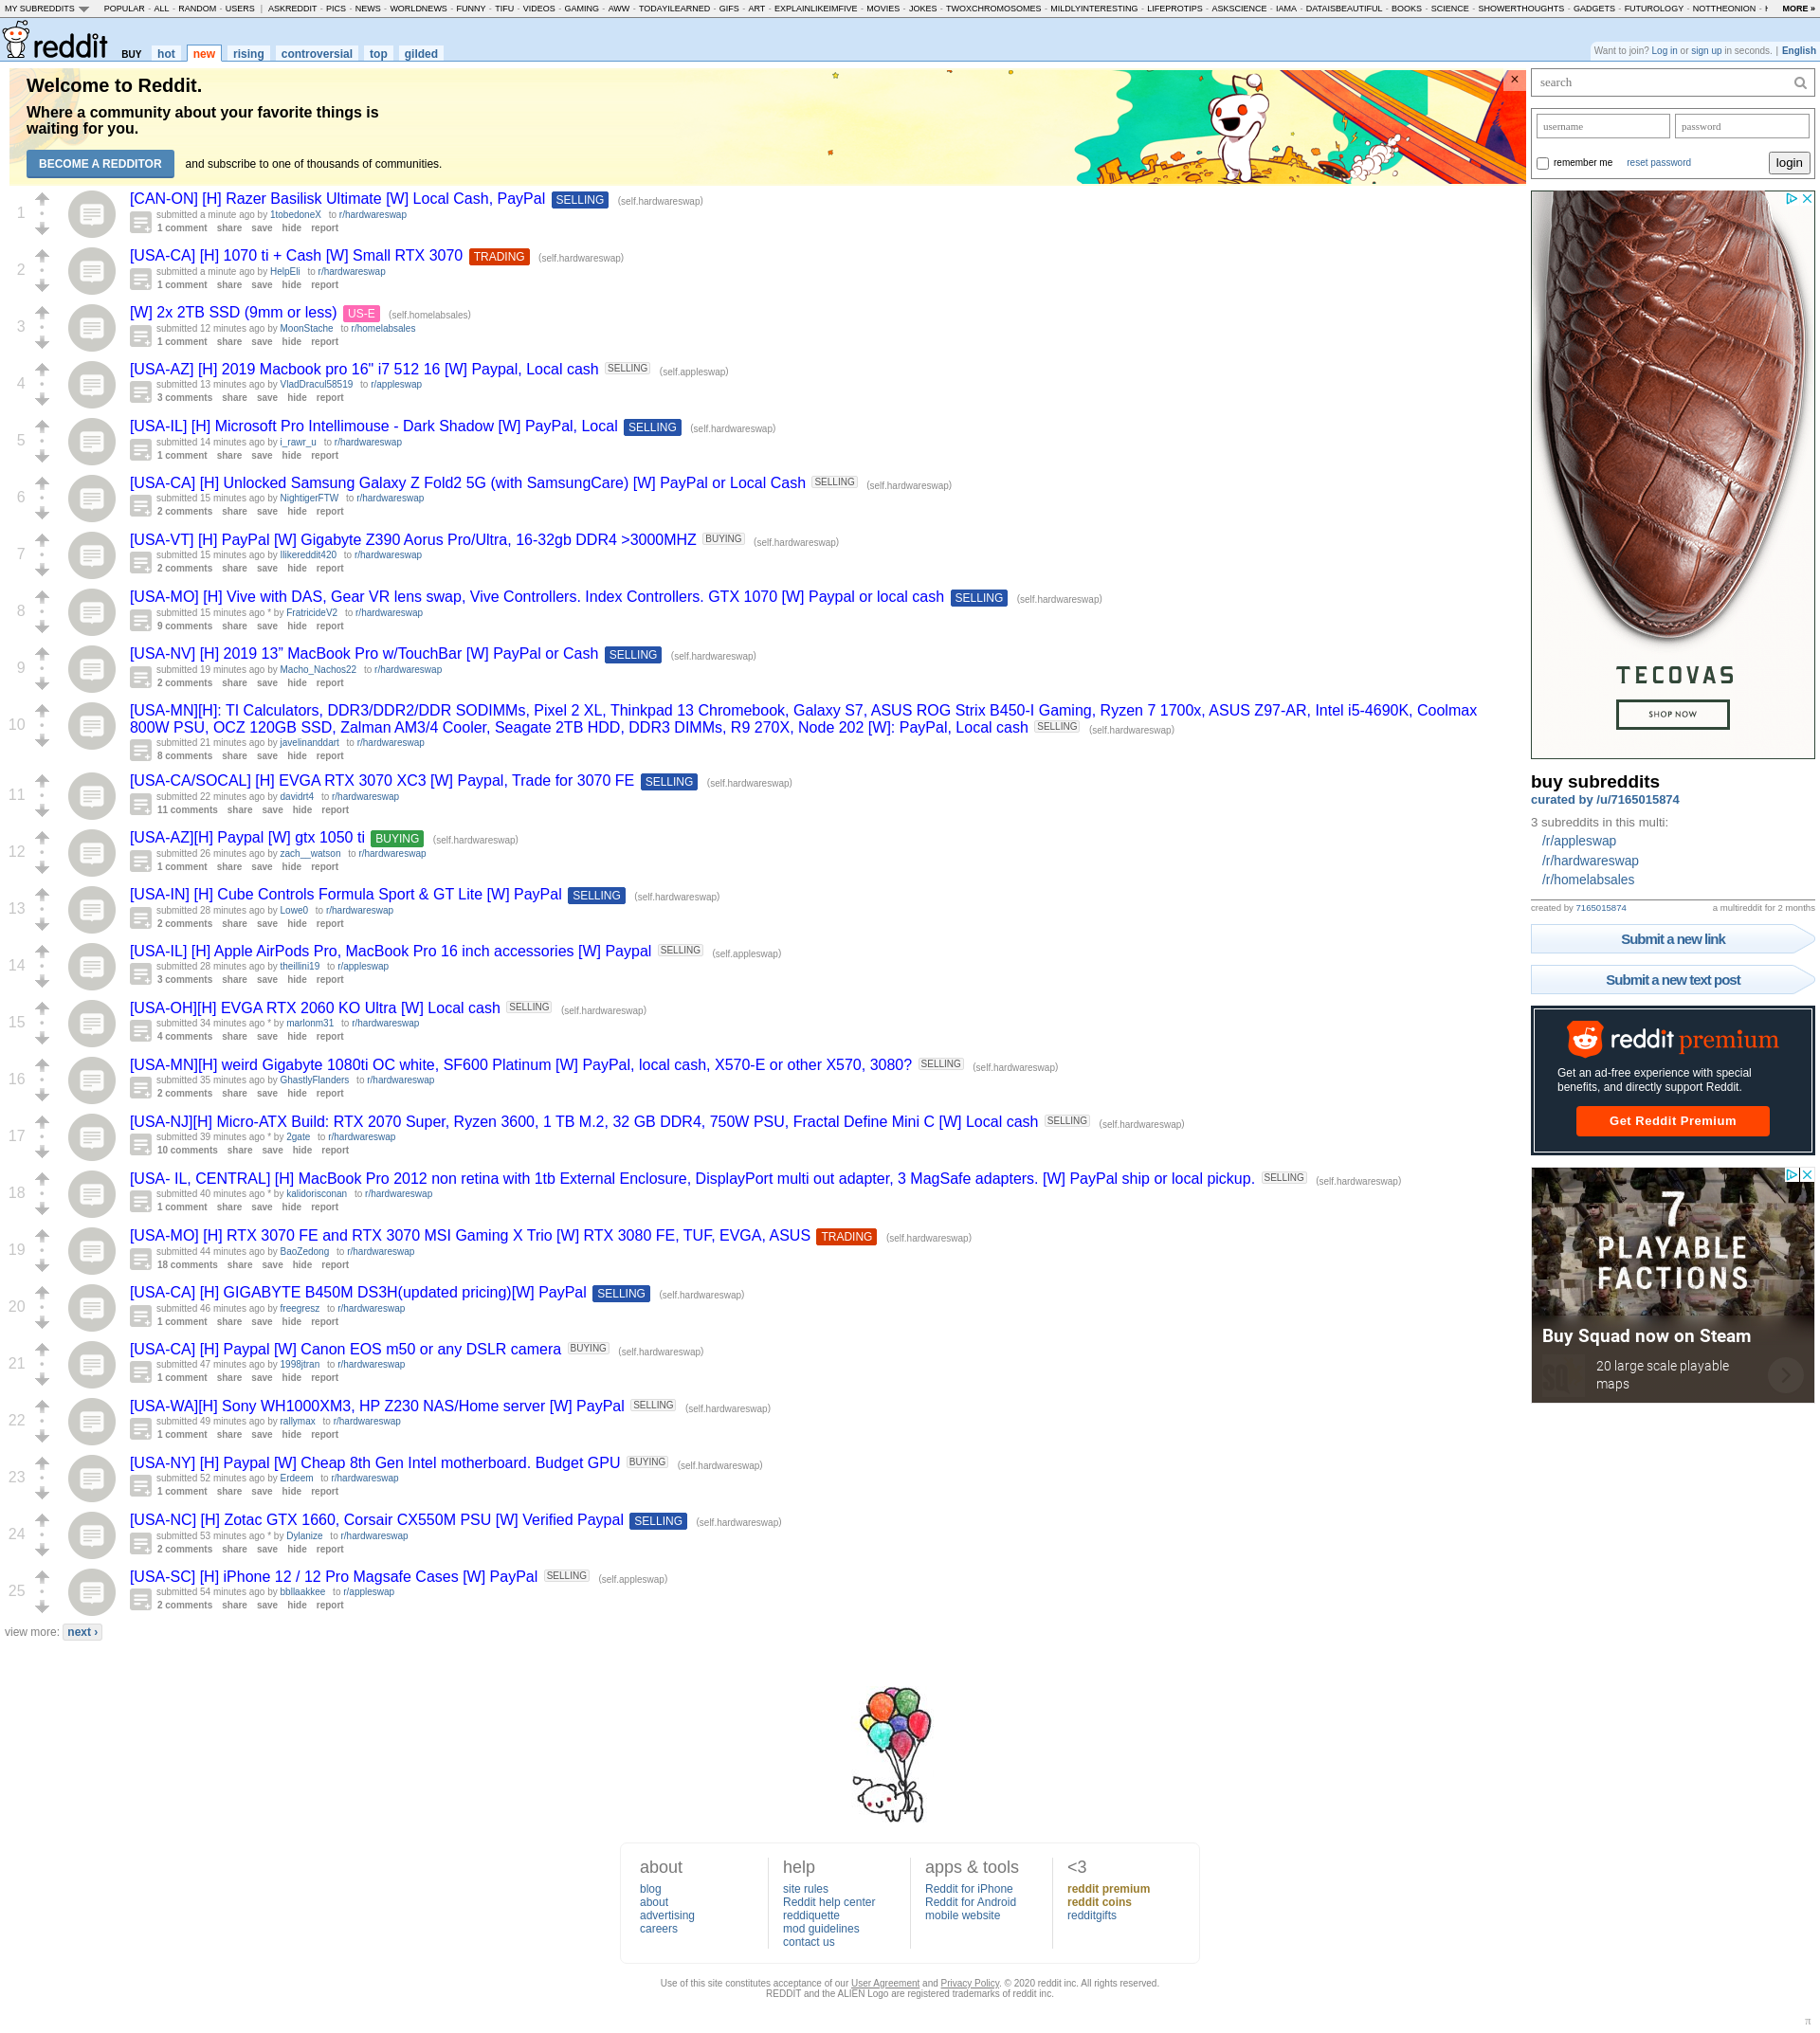 MY SUBREDDITS POPULAR - ALL - RANDOM - USERS | ASKREDDIT - PICS - NEWS - WORLDNEWS - FUNNY - TIFU - VIDEOS - GAMING - AWW - TODAYILEARNED - GIFS - ART - EXPLAINLIKEIMFIVE - MOVIES - JOKES - TWOXCHROMOSOMES - MILDLYINTERESTING - LIFEPROTIPS - ASKSCIENCE - IAMA - DATAISBEAUTIFUL - BOOKS - SCIENCE - SHOWERTHOUGHTS - GADGETS - FUTUROLOGY - NOTTHEONION - MORE »
reddit BUY hot new rising controversial top gilded
Want to join? Log in or sign up in seconds. | English
Welcome to Reddit.
Where a community about your favorite things is
waiting for you.
BECOME A REDDITOR and subscribe to one of thousands of communities.
×
1
[CAN-ON] [H] Razer Basilisk Ultimate [W] Local Cash, PayPal SELLING (self.hardwareswap)
submitted a minute ago by 1tobedoneX to r/hardwareswap
1 comment share save hide report
2
[USA-CA] [H] 1070 ti + Cash [W] Small RTX 3070 TRADING (self.hardwareswap)
submitted a minute ago by HelpEli to r/hardwareswap
1 comment share save hide report
3
[W] 2x 2TB SSD (9mm or less) US-E (self.homelabsales)
submitted 12 minutes ago by MoonStache to r/homelabsales
1 comment share save hide report
4
[USA-AZ] [H] 2019 Macbook pro 16" i7 512 16 [W] Paypal, Local cash SELLING (self.appleswap)
submitted 13 minutes ago by VladDracul58519 to r/appleswap
3 comments share save hide report
5
[USA-IL] [H] Microsoft Pro Intellimouse - Dark Shadow [W] PayPal, Local SELLING (self.hardwareswap)
submitted 14 minutes ago by i_rawr_u to r/hardwareswap
1 comment share save hide report
6
[USA-CA] [H] Unlocked Samsung Galaxy Z Fold2 5G (with SamsungCare) [W] PayPal or Local Cash SELLING (self.hardwareswap)
submitted 15 minutes ago by NightigerFTW to r/hardwareswap
2 comments share save hide report
7
[USA-VT] [H] PayPal [W] Gigabyte Z390 Aorus Pro/Ultra, 16-32gb DDR4 >3000MHZ BUYING (self.hardwareswap)
submitted 15 minutes ago by Ilikereddit420 to r/hardwareswap
2 comments share save hide report
8
[USA-MO] [H] Vive with DAS, Gear VR lens swap, Vive Controllers. Index Controllers. GTX 1070 [W] Paypal or local cash SELLING (self.hardwareswap)
submitted 15 minutes ago * by FratricideV2 to r/hardwareswap
9 comments share save hide report
9
[USA-NV] [H] 2019 13” MacBook Pro w/TouchBar [W] PayPal or Cash SELLING (self.hardwareswap)
submitted 19 minutes ago by Macho_Nachos22 to r/hardwareswap
2 comments share save hide report
10
[USA-MN][H]: TI Calculators, DDR3/DDR2/DDR SODIMMs, Pixel 2 XL, Thinkpad 13 Chromebook, Galaxy S7, ASUS ROG Strix B450-I Gaming, Ryzen 7 1700x, ASUS Z97-AR, Intel i5-4690K, Coolmax
800W PSU, OCZ 120GB SSD, Zalman AM3/4 Cooler, Seagate 2TB HDD, DDR3 DIMMs, R9 270X, Node 202 [W]: PayPal, Local cash SELLING (self.hardwareswap)
submitted 21 minutes ago by javelinanddart to r/hardwareswap
8 comments share save hide report
11
[USA-CA/SOCAL] [H] EVGA RTX 3070 XC3 [W] Paypal, Trade for 3070 FE SELLING (self.hardwareswap)
submitted 22 minutes ago by davidrt4 to r/hardwareswap
11 comments share save hide report
12
[USA-AZ][H] Paypal [W] gtx 1050 ti BUYING (self.hardwareswap)
submitted 26 minutes ago by zach__watson to r/hardwareswap
1 comment share save hide report
13
[USA-IN] [H] Cube Controls Formula Sport & GT Lite [W] PayPal SELLING (self.hardwareswap)
submitted 28 minutes ago by Lowe0 to r/hardwareswap
2 comments share save hide report
14
[USA-IL] [H] Apple AirPods Pro, MacBook Pro 16 inch accessories [W] Paypal SELLING (self.appleswap)
submitted 28 minutes ago by theillini19 to r/appleswap
3 comments share save hide report
15
[USA-OH][H] EVGA RTX 2060 KO Ultra [W] Local cash SELLING (self.hardwareswap)
submitted 34 minutes ago * by marlonm31 to r/hardwareswap
4 comments share save hide report
16
[USA-MN][H] weird Gigabyte 1080ti OC white, SF600 Platinum [W] PayPal, local cash, X570-E or other X570, 3080? SELLING (self.hardwareswap)
submitted 35 minutes ago by GhastlyFlanders to r/hardwareswap
2 comments share save hide report
17
[USA-NJ][H] Micro-ATX Build: RTX 2070 Super, Ryzen 3600, 1 TB M.2, 32 GB DDR4, 750W PSU, Fractal Define Mini C [W] Local cash SELLING (self.hardwareswap)
submitted 39 minutes ago * by 2gate to r/hardwareswap
10 comments share save hide report
18
[USA- IL, CENTRAL] [H] MacBook Pro 2012 non retina with 1tb External Enclosure, DisplayPort multi out adapter, 3 MagSafe adapters. [W] PayPal ship or local pickup. SELLING (self.hardwareswap)
submitted 40 minutes ago * by kalidorisconan to r/hardwareswap
1 comment share save hide report
19
[USA-MO] [H] RTX 3070 FE and RTX 3070 MSI Gaming X Trio [W] RTX 3080 FE, TUF, EVGA, ASUS TRADING (self.hardwareswap)
submitted 44 minutes ago by BaoZedong to r/hardwareswap
18 comments share save hide report
20
[USA-CA] [H] GIGABYTE B450M DS3H(updated pricing)[W] PayPal SELLING (self.hardwareswap)
submitted 46 minutes ago by freegresz to r/hardwareswap
1 comment share save hide report
21
[USA-CA] [H] Paypal [W] Canon EOS m50 or any DSLR camera BUYING (self.hardwareswap)
submitted 47 minutes ago by 1998jtran to r/hardwareswap
1 comment share save hide report
22
[USA-WA][H] Sony WH1000XM3, HP Z230 NAS/Home server [W] PayPal SELLING (self.hardwareswap)
submitted 49 minutes ago by rallymax to r/hardwareswap
1 comment share save hide report
23
[USA-NY] [H] Paypal [W] Cheap 8th Gen Intel motherboard. Budget GPU BUYING (self.hardwareswap)
submitted 52 minutes ago by Erdeem to r/hardwareswap
1 comment share save hide report
24
[USA-NC] [H] Zotac GTX 1660, Corsair CX550M PSU [W] Verified Paypal SELLING (self.hardwareswap)
submitted 53 minutes ago * by Dylanize to r/hardwareswap
2 comments share save hide report
25
[USA-SC] [H] iPhone 12 / 12 Pro Magsafe Cases [W] PayPal SELLING (self.appleswap)
submitted 54 minutes ago by bbllaakkee to r/appleswap
2 comments share save hide report
view more: next ›
search
username password
remember me reset password login
TECOVAS
SHOP NOW
buy subreddits
curated by /u/7165015874
3 subreddits in this multi:
/r/appleswap
/r/hardwareswap
/r/homelabsales
created by 7165015874 a multireddit for 2 months
Submit a new link
Submit a new text post
reddit premium
Get an ad-free experience with special
benefits, and directly support Reddit.
Get Reddit Premium
7
PLAYABLE
FACTIONS
Buy Squad now on Steam
SQ
20 large scale playable
maps
about
blog
about
advertising
careers
help
site rules
Reddit help center
reddiquette
mod guidelines
contact us
apps & tools
Reddit for iPhone
Reddit for Android
mobile website
<3
reddit premium
reddit coins
redditgifts
Use of this site constitutes acceptance of our User Agreement and Privacy Policy. © 2020 reddit inc. All rights reserved.
REDDIT and the ALIEN Logo are registered trademarks of reddit inc.
π